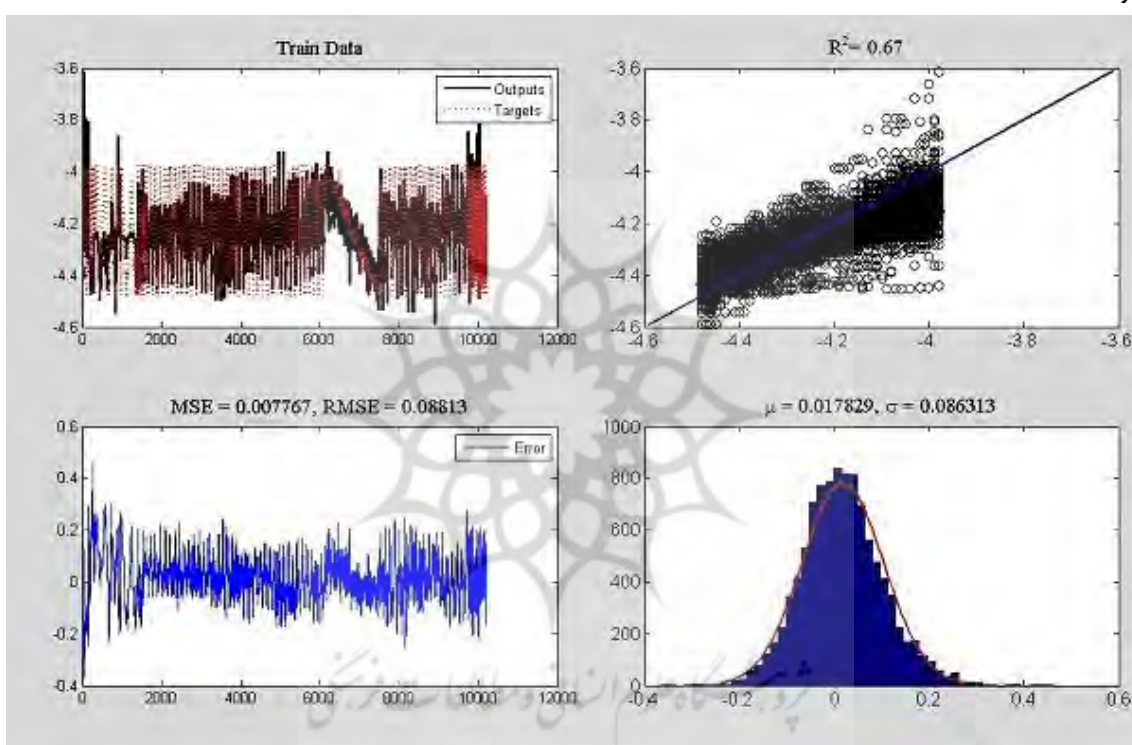 Train Data
-3.6
-3.8
-4
-4.2
-4.4
-4.6
0 2000 4000 6000 8000 10000 12000
Outputs
Targets
R²= 0.67
-3.6
-3.8
-4
-4.2
-4.4
-4.6
-4.6 -4.4 -4.2 -4 -3.8 -3.6
MSE = 0.007767, RMSE = 0.08813
0.6
0.4
0.2
0
-0.2
-0.4
0 2000 4000 6000 8000 10000 12000
Error
μ = 0.017829, σ = 0.086313
1000
800
600
400
200
0
-0.4 -0.2 0 0.2 0.4 0.6